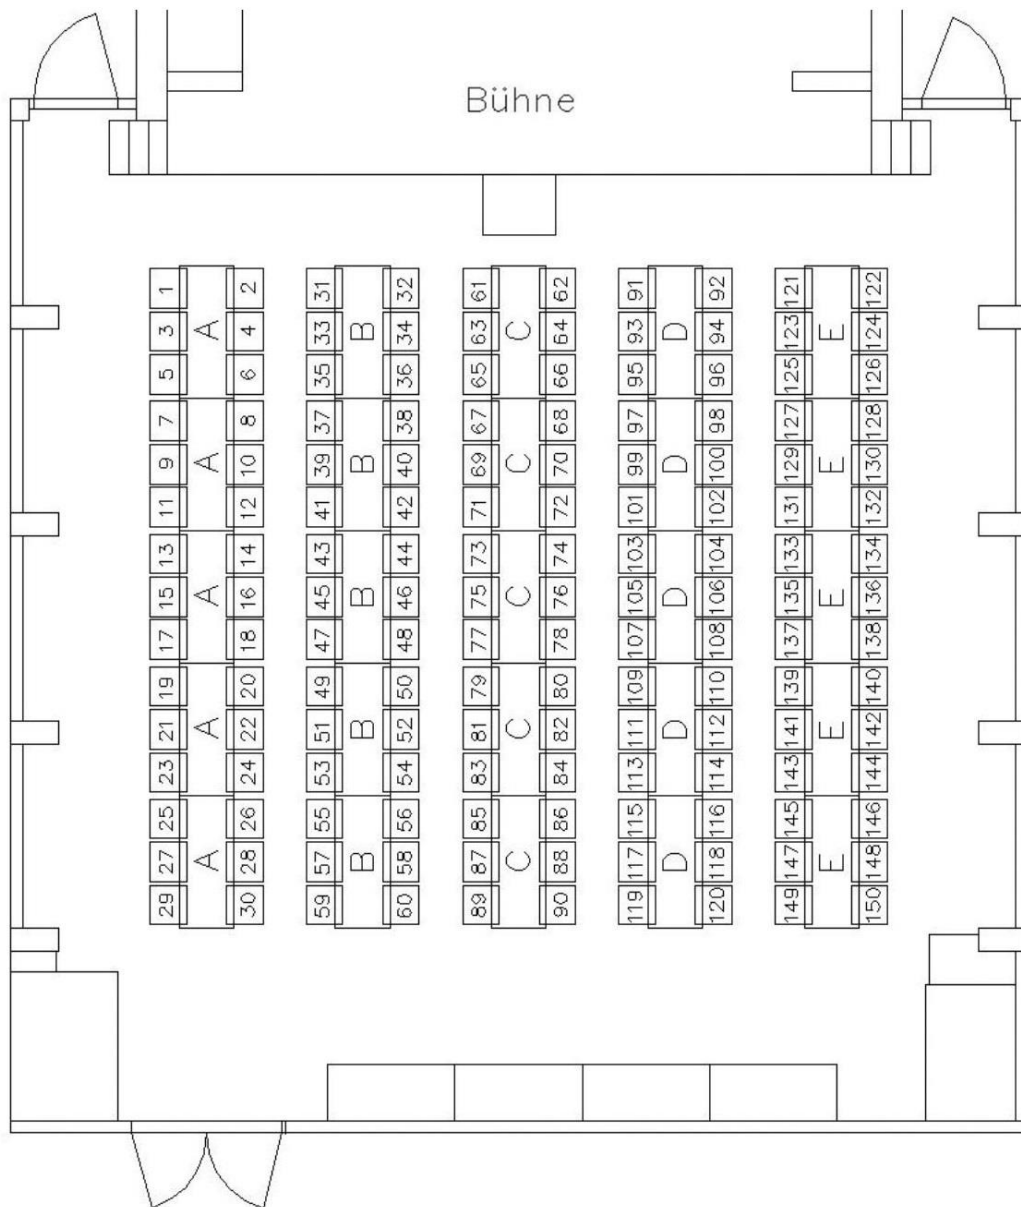 Bühne
1 2 31 32 61 62 91 92 121 122
3 A 4 33 B 34 63 C 64 93 D 94 123 E 124
5 6 35 36 65 66 95 96 125 126
7 8 37 38 67 68 97 98 127 128
9 A 10 39 B 40 69 C 70 99 D 100 129 E 130
11 12 41 42 71 72 101 102 131 132
13 14 43 44 73 74 103 104 133 134
15 A 16 45 B 46 75 C 76 105 D 106 135 E 136
17 18 47 48 77 78 107 108 137 138
19 20 49 50 79 80 109 110 139 140
21 A 22 51 B 52 81 C 82 111 D 112 141 E 142
23 24 53 54 83 84 113 114 143 144
25 26 55 56 85 86 115 116 145 146
27 A 28 57 B 58 87 C 88 117 D 118 147 E 148
29 30 59 60 89 90 119 120 149 150